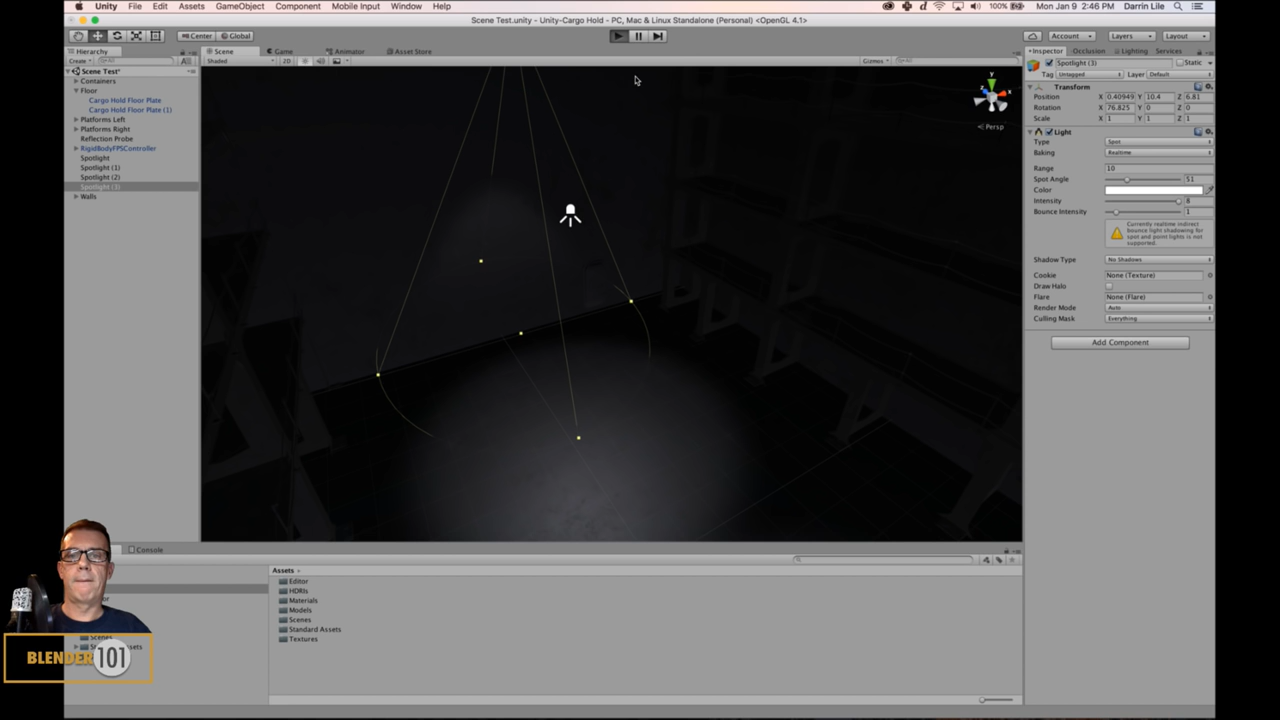 Unity File Edit Assets GameObject Component Mobile Input Window Help 100% Mon Jan 9 2:46 PM Darrin Lile
Scene Test.unity - Unity-Cargo Hold - PC, Mac & Linux Standalone (Personal) <OpenGL 4.1>
Center Global Account Layers Layout
Hierarchy Scene Game Animator Asset Store Inspector Occlusion Lighting Services
Create Shaded 2D Gizmos
Spotlight (1) Static
Scene Test*
Tag Untagged Layer Default
Containers
Floor
Cargo Hold Floor Plate
Cargo Hold Floor Plate (1)
Platforms Left
Platforms Right
Reflection Probe
RigidBodyFPSController
Spotlight
Spotlight (1)
Spotlight (2)
Spotlight (3)
Walls
y
x
z
Persp
Transform
Position X 0.40949 Y 10.4 Z 6.81
Rotation X 76.825 Y 0 Z 0
Scale X 1 Y 1 Z 1
Light
Type Spot
Baking Realtime
Range 10
Spot Angle 51
Color
Intensity 8
Bounce Intensity 1
Currently realtime indirect
bounce light shadowing for
spot and point lights is not
supported.
Shadow Type No Shadows
Cookie None (Texture)
Draw Halo
Flare None (Flare)
Render Mode Auto
Culling Mask Everything
Add Component
Console
Assets
Editor
HDRIs
Materials
Models
Scenes
Standard Assets
Textures
BLENDER 101